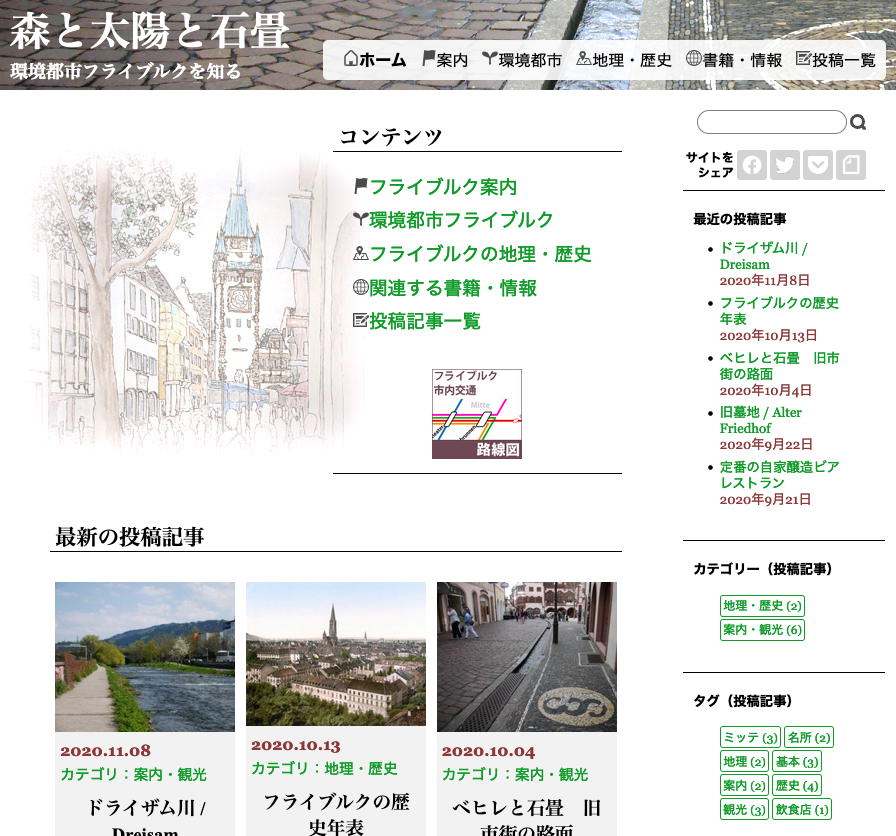 森と太陽と石畳
環境都市フライブルクを知る
ホーム 案内 環境都市 地理・歴史 書籍・情報 投稿一覧
コンテンツ
フライブルク案内
環境都市フライブルク
フライブルクの地理・歴史
関連する書籍・情報
投稿記事一覧
フライブルク
市内交通
Mitte
路線図
最新の投稿記事
2020.11.08
カテゴリ：案内・観光
ドライザム川 /
Dreisam
2020.10.13
カテゴリ：地理・歴史
フライブルクの歴
史年表
2020.10.04
カテゴリ：案内・観光
ベヒレと石畳　旧
市街の路面
サイトを
シェア
最近の投稿記事
ドライザム川 /
Dreisam
2020年11月8日
フライブルクの歴史
年表
2020年10月13日
ベヒレと石畳　旧市
街の路面
2020年10月4日
旧墓地 / Alter
Friedhof
2020年9月22日
定番の自家醸造ビア
レストラン
2020年9月21日
カテゴリー（投稿記事）
地理・歴史 (2)
案内・観光 (6)
タグ（投稿記事）
ミッテ (3) 名所 (2)
地理 (2) 基本 (3)
案内 (2) 歴史 (4)
観光 (3) 飲食店 (1)